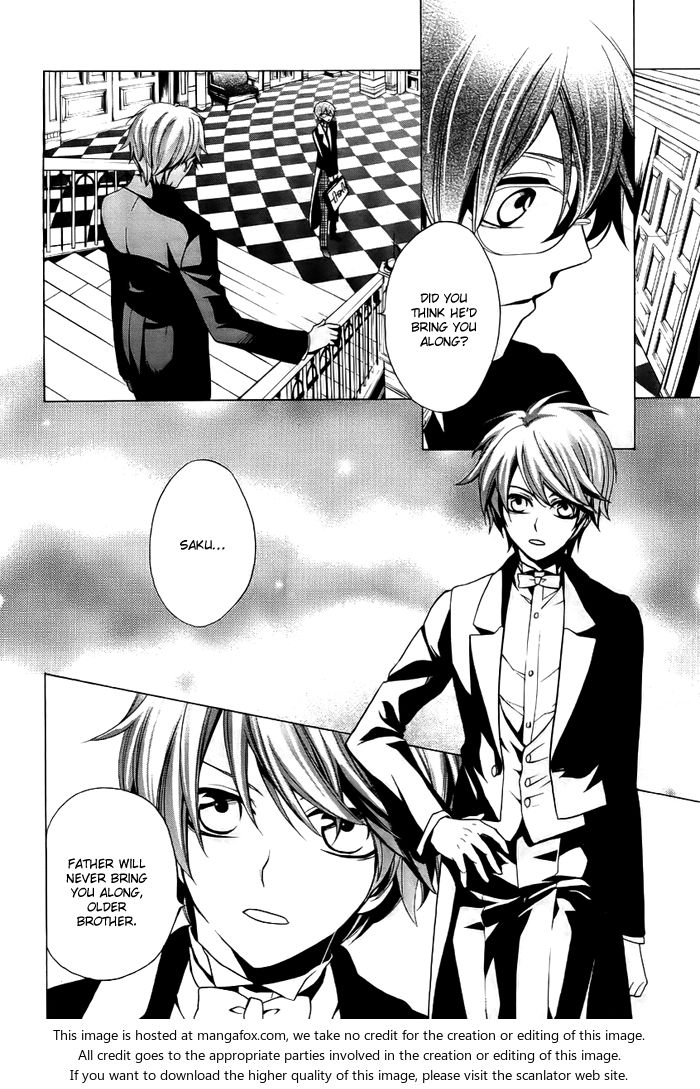 DID YOU
THINK HE'D
BRING YOU
ALONG?
SAKU...
FATHER WILL
NEVER BRING
YOU ALONG,
OLDER
BROTHER.
This image is hosted at mangafox.com, we take no credit for the creation or editing of this image.
All credit goes to the appropriate parties involved in the creation or editing of this image.
If you want to download the higher quality of this image, please visit the scanlator web site.